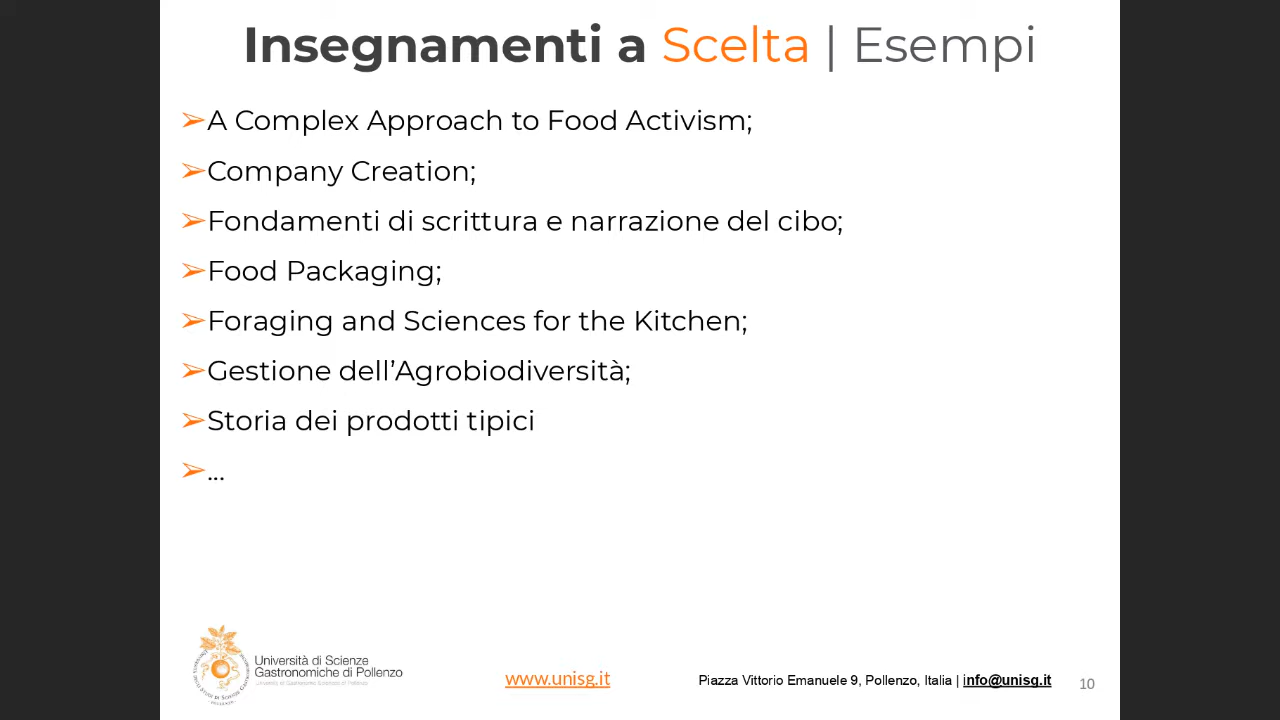 Insegnamenti a Scelta | Esempi
➢A Complex Approach to Food Activism;
➢Company Creation;
➢Fondamenti di scrittura e narrazione del cibo;
➢Food Packaging;
➢Foraging and Sciences for the Kitchen;
➢Gestione dell’Agrobiodiversità;
➢Storia dei prodotti tipici
➢...
Università di Scienze
Gastronomiche di Pollenzo
www.unisg.it
Piazza Vittorio Emanuele 9, Pollenzo, Italia | info@unisg.it
10